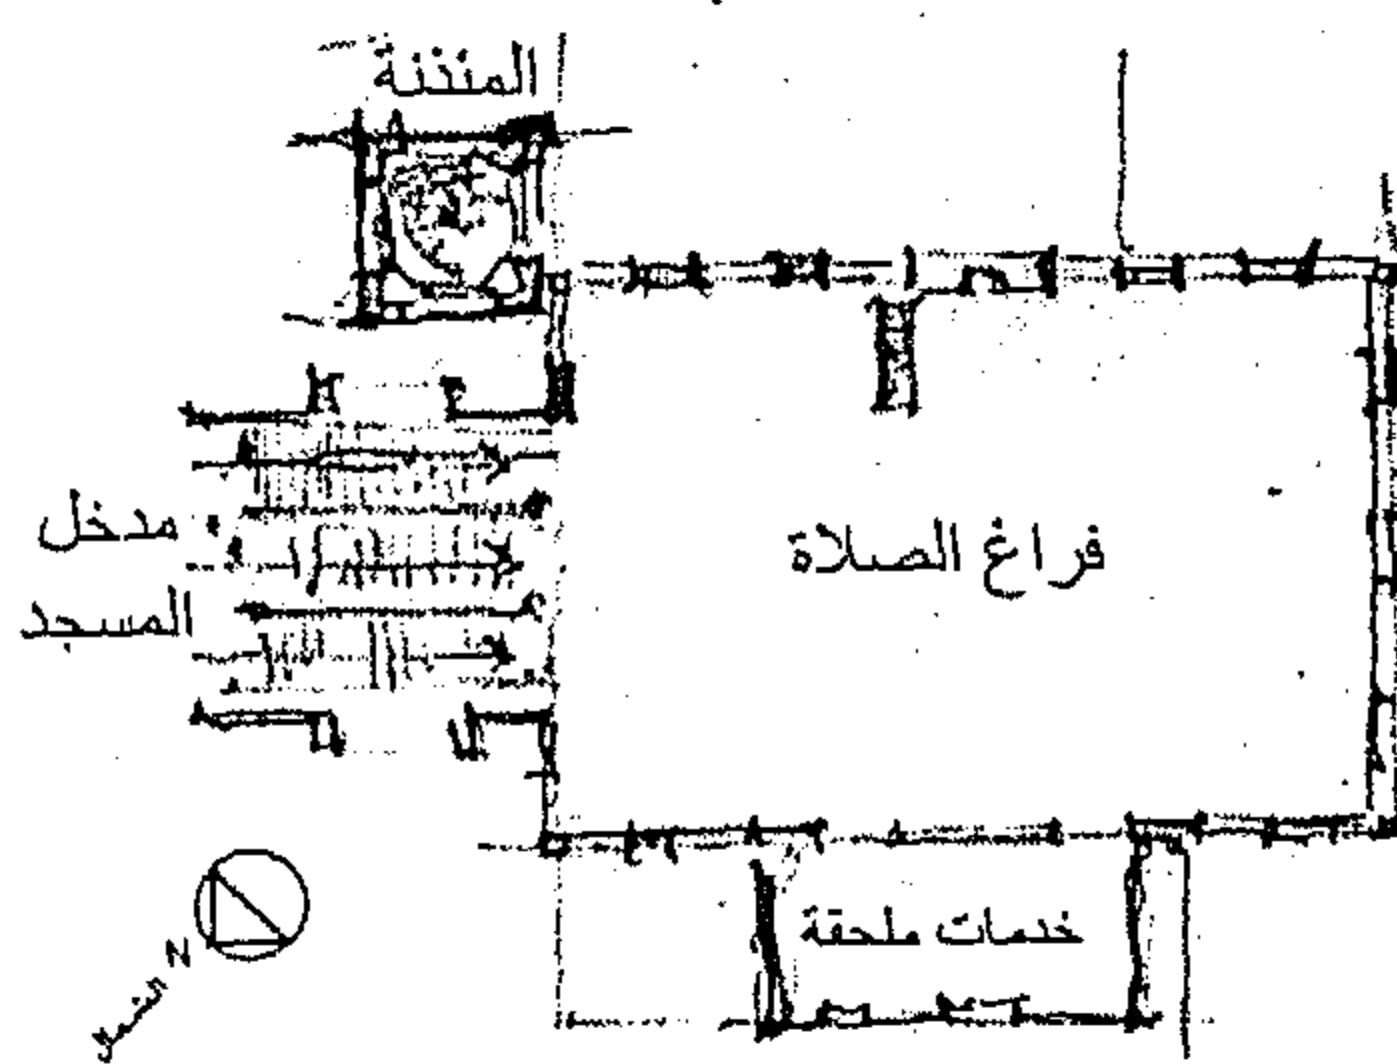 المئذنة
فراغ الصلاة
مدخل
المسجد
خدمات ملحقة
N
الشمال